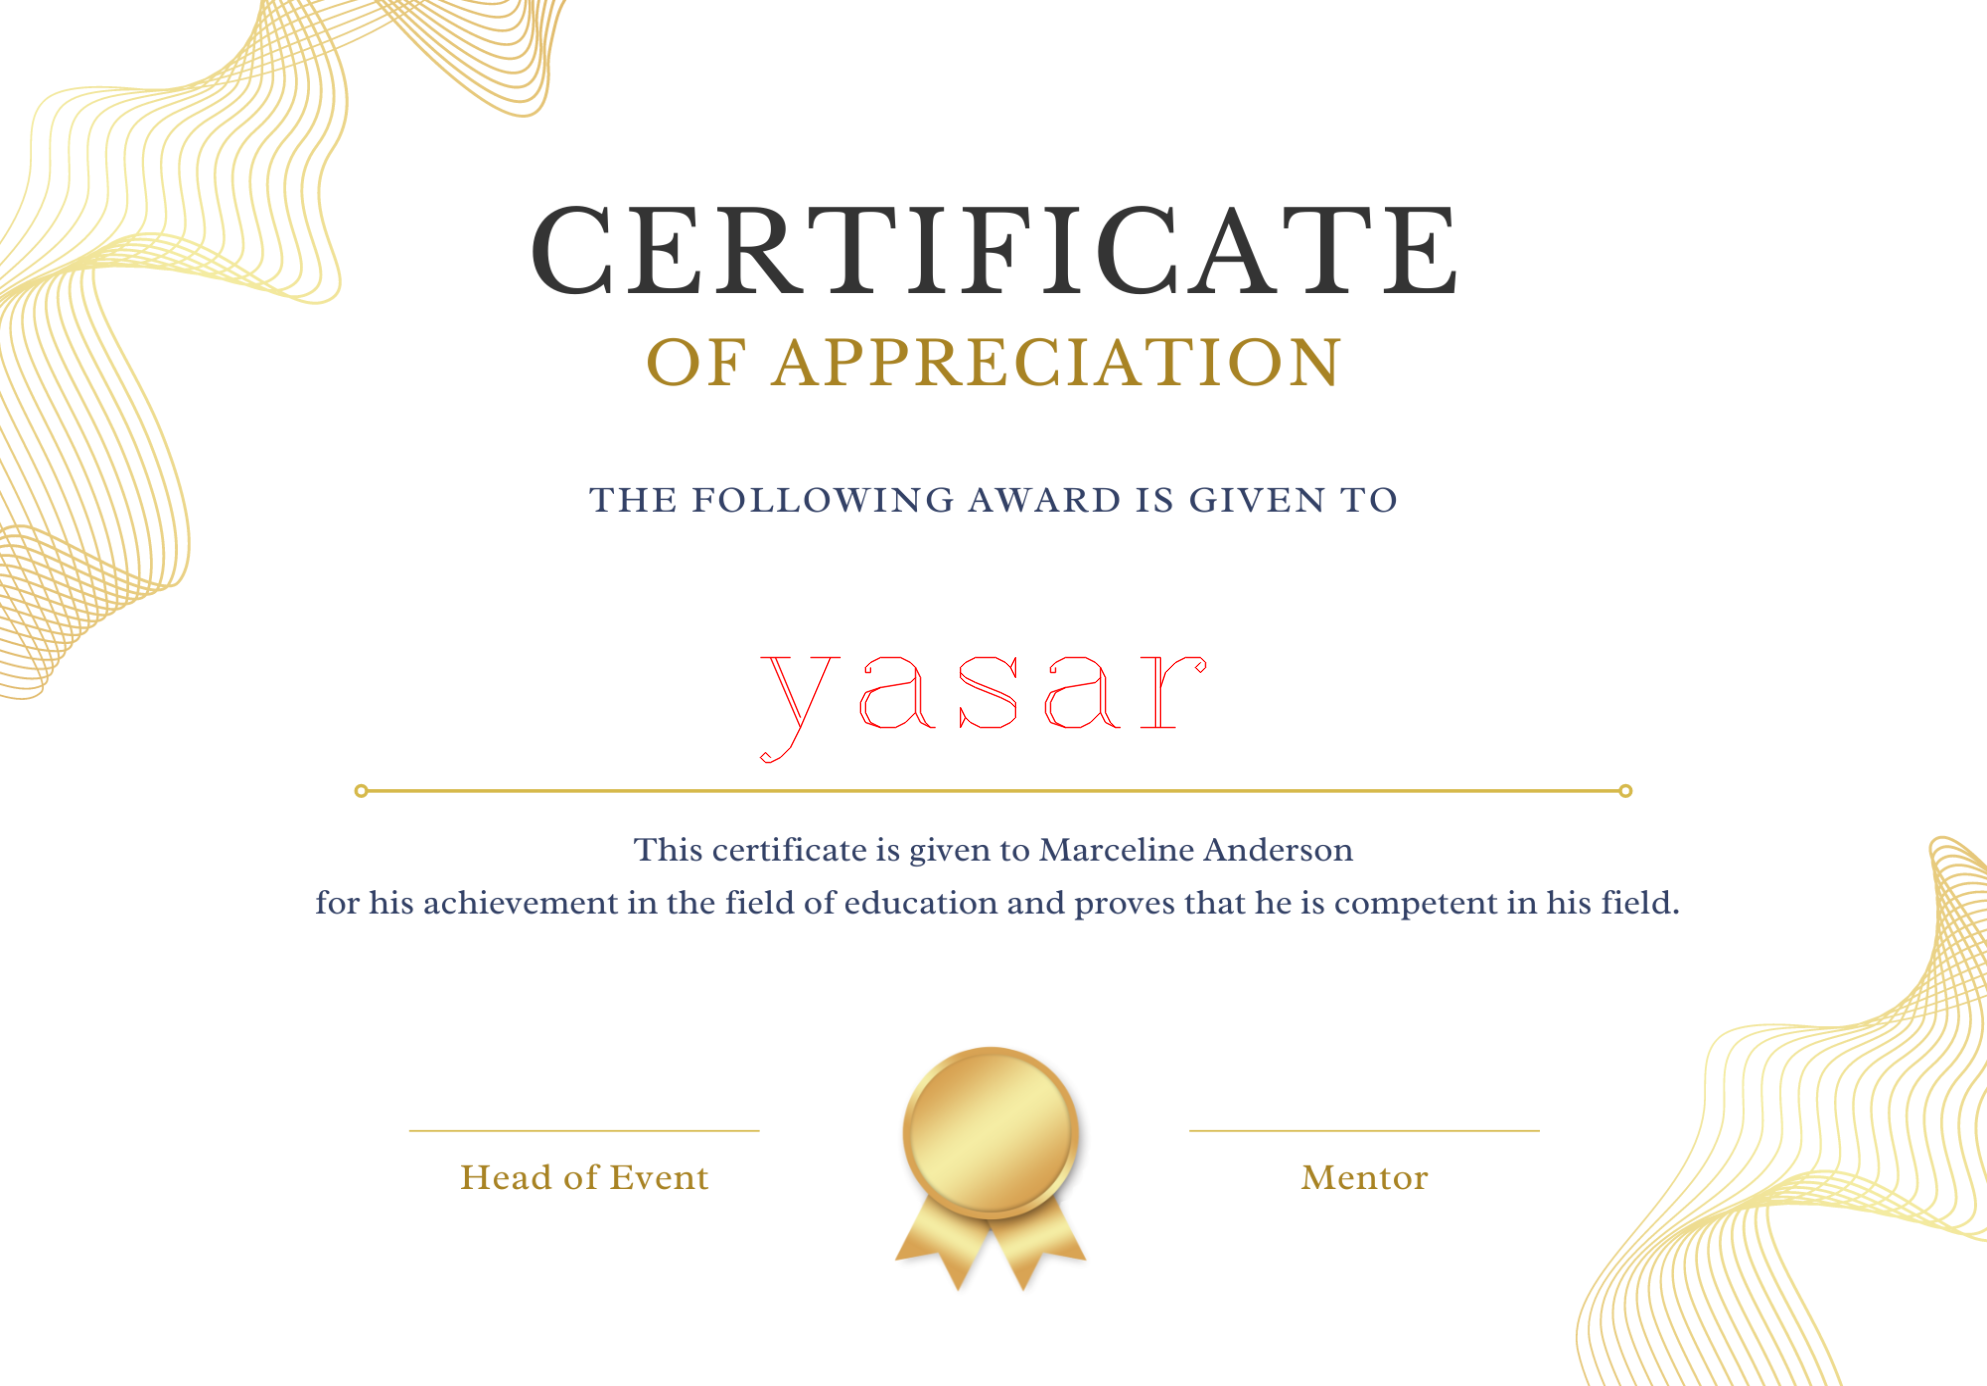 CERTIFICATE
OF APPRECIATION
THE FOLLOWING AWARD IS GIVEN TO
yasar
This certificate is given to Marceline Anderson
for his achievement in the field of education and proves that he is competent in his field.
Head of Event
Mentor